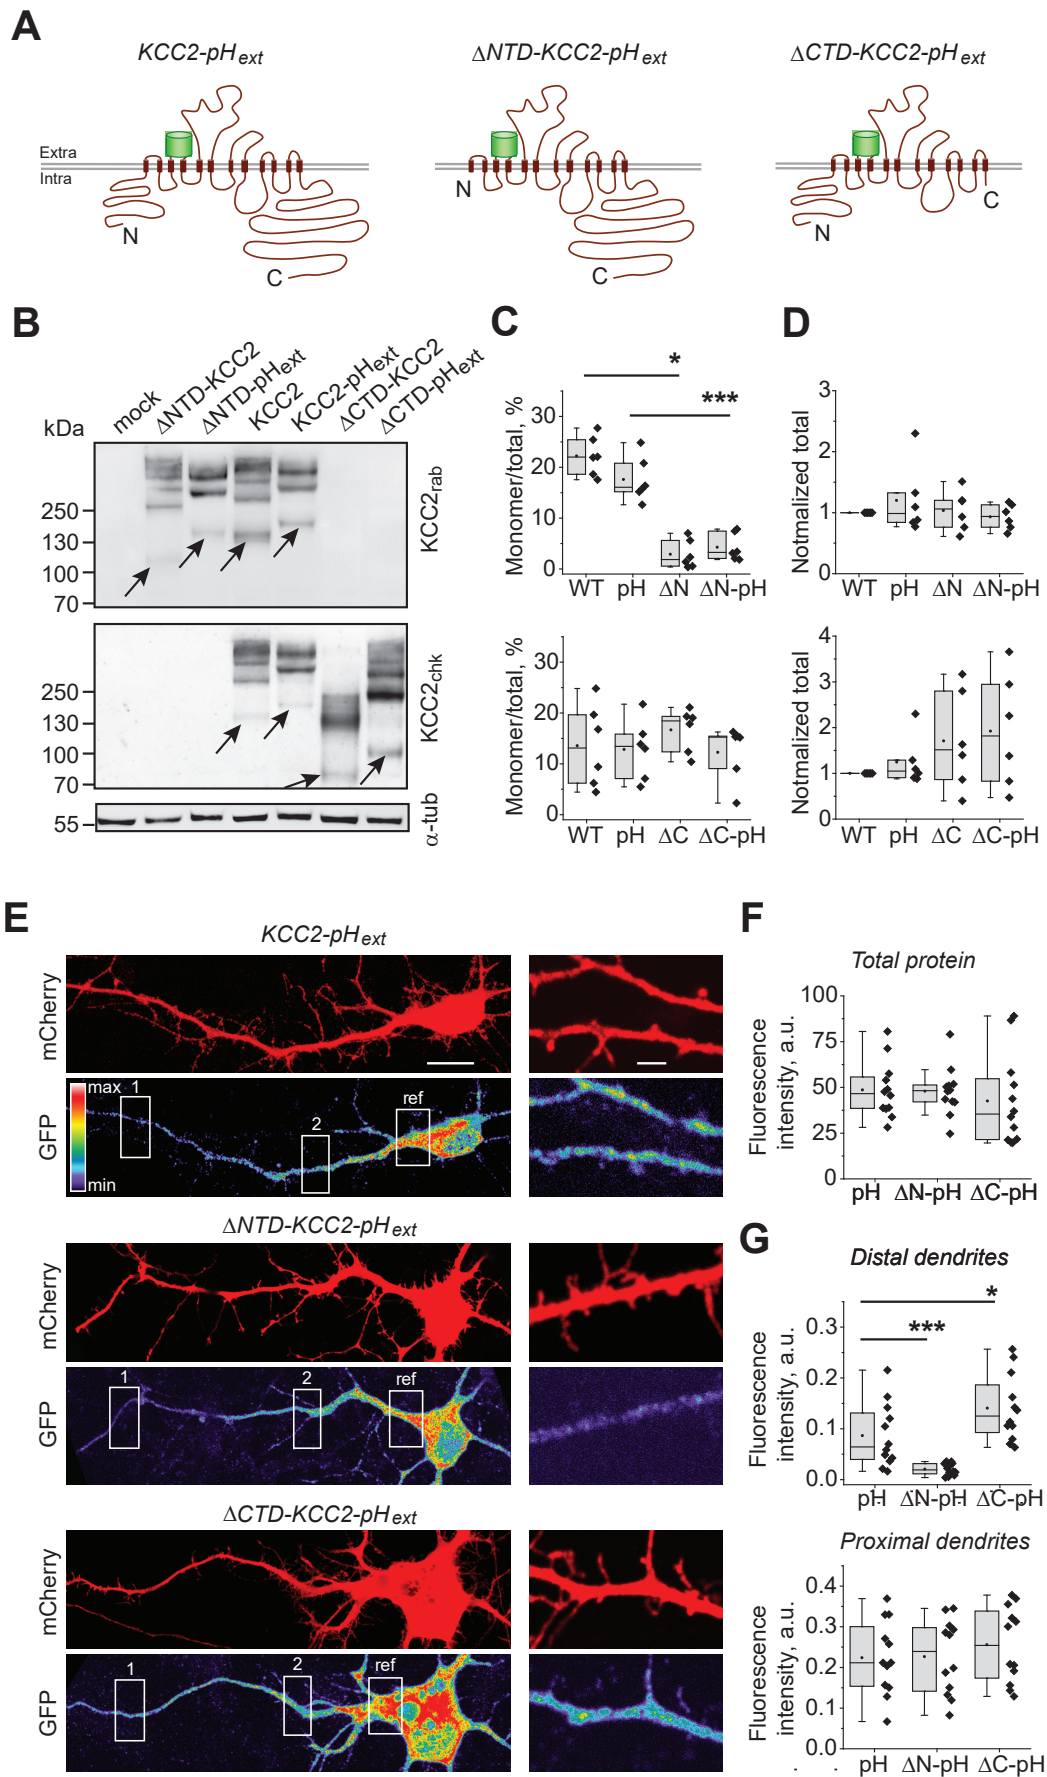 A
KCC2-pHext
ΔNTD-KCC2-pHext
ΔCTD-KCC2-pHext
Extra
Intra
N
C
N
C
N
C
B
mock
ΔNTD-KCC2
ΔNTD-pHext
KCC2
KCC2-pHext
ΔCTD-KCC2
ΔCTD-pHext
kDa
250
130
100
70
KCC2rab
250
130
100
70
KCC2chk
55
α-tub
C
*
***
Monomer/total, %
30
20
10
0
WT pH ΔN ΔN-pH
Monomer/total, %
30
20
10
0
WT pH ΔC ΔC-pH
D
Notmalized total
3
2
1
0
WT pH ΔN ΔN-pH
Notmalized total
4
3
2
1
0
WT pH ΔC ΔC-pH
E
KCC2-pHext
mCherry
GFP
max
min
1
2
ref
ΔNTD-KCC2-pHext
mCherry
GFP
1
2
ref
ΔCTD-KCC2-pHext
mCherry
GFP
1
2
ref
F
Total protein
Fluorescence
intensity, a.u.
100
75
50
25
0
pH ΔN-pH ΔC-pH
G
Distal dendrites
*
***
Fluorescence
intensity, a.u.
0.3
0.2
0.1
0.0
pH ΔN-pH ΔC-pH
Proximal dendrites
Fluorescence
intensity, a.u.
0.4
0.3
0.2
0.1
0.0
pH ΔN-pH ΔC-pH